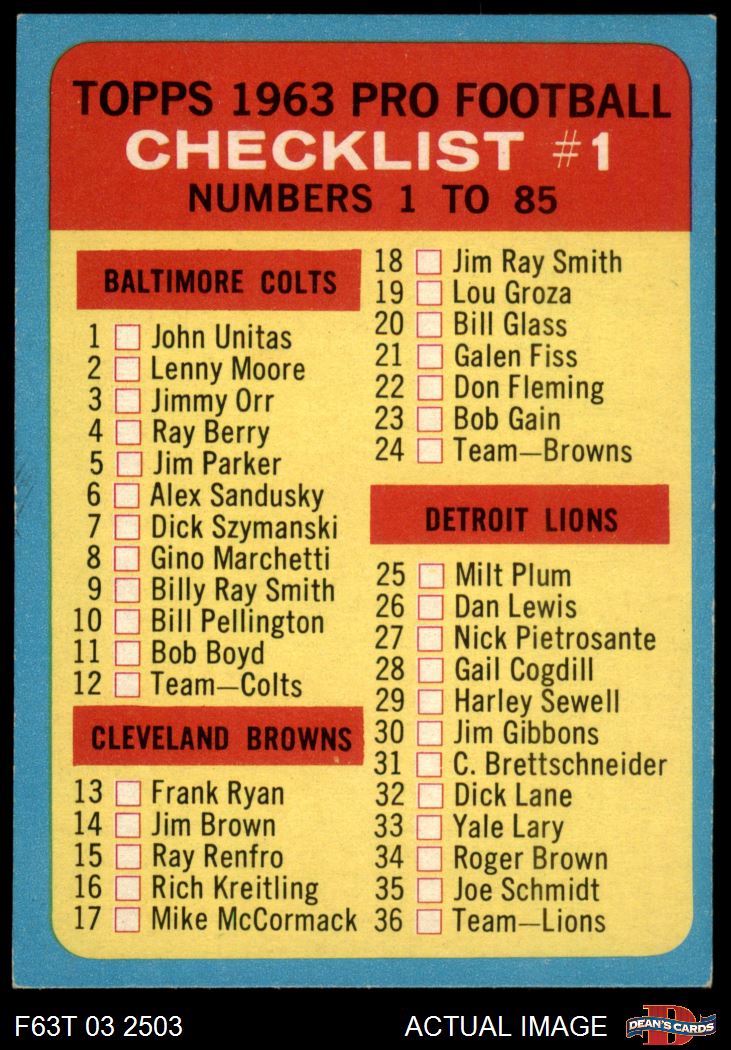 TOPPS 1963 PRO FOOTBALL
CHECKLIST #1
NUMBERS 1 TO 85
BALTIMORE COLTS
1 John Unitas
2 Lenny Moore
3 Jimmy Orr
4 Ray Berry
5 Jim Parker
6 Alex Sandusky
7 Dick Szymanski
8 Gino Marchetti
9 Billy Ray Smith
10 Bill Pellington
11 Bob Boyd
12 Team—Colts
CLEVELAND BROWNS
13 Frank Ryan
14 Jim Brown
15 Ray Renfro
16 Rich Kreitling
17 Mike McCormack
18 Jim Ray Smith
19 Lou Groza
20 Bill Glass
21 Galen Fiss
22 Don Fleming
23 Bob Gain
24 Team—Browns
DETROIT LIONS
25 Milt Plum
26 Dan Lewis
27 Nick Pietrosante
28 Gail Cogdill
29 Harley Sewell
30 Jim Gibbons
31 C. Brettschneider
32 Dick Lane
33 Yale Lary
34 Roger Brown
35 Joe Schmidt
36 Team—Lions
F63T 03 2503
ACTUAL IMAGE
D
DEAN'S CARDS